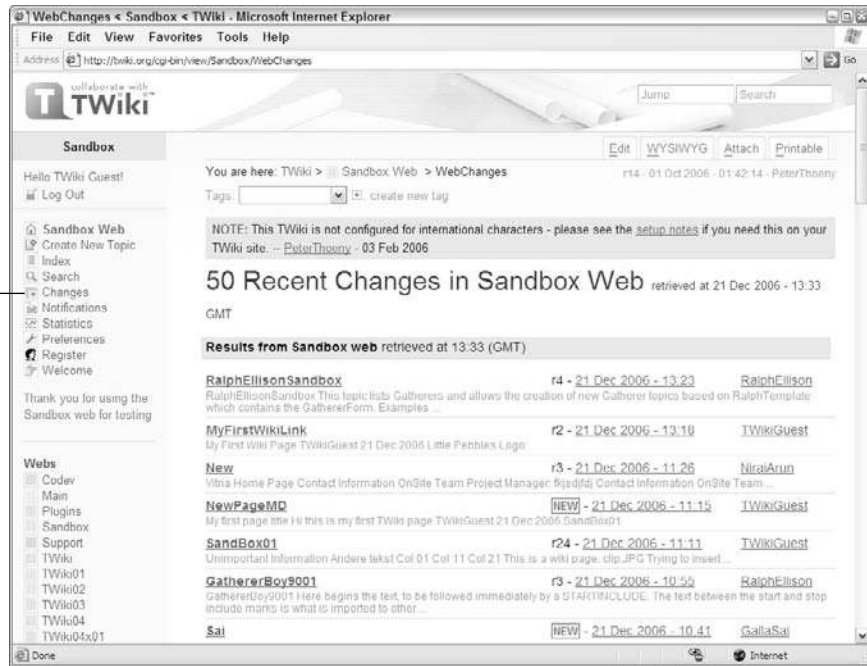 WebChanges < Sandbox < TWiki - Microsoft Internet Explorer
File Edit View Favorites Tools Help
Address http://twiki.org/cgi-bin/view/Sandbox/WebChanges Go
collaborate with
TWiki
Jump Search
Sandbox
Edit WYSIWYG Attach Printable
Hello TWiki Guest!
Log Out
You are here: TWiki > Sandbox Web > WebChanges
r14 - 01 Oct 2006 - 01:42:14 - PeterThoeny
Tags: create new tag
Sandbox Web
Create New Topic
Index
Search
Changes
Notifications
Statistics
Preferences
Register
Welcome
Thank you for using the
Sandbox web for testing
Webs
Codev
Main
Plugins
Sandbox
Support
TWiki
TWiki01
TWiki02
TWiki03
TWiki04
TWiki04x01
NOTE: This TWiki is not configured for international characters - please see the setup notes if you need this on your
TWiki site. -- PeterThoeny - 03 Feb 2006
50 Recent Changes in Sandbox Web retrieved at 21 Dec 2006 - 13:33
GMT
Results from Sandbox web retrieved at 13:33 (GMT)
RalphEllisonSandbox r4 - 21 Dec 2006 - 13:23 RalphEllison
RalphEllisonSandbox This topic lists Gatherers and allows the creation of new Gatherer topics based on RalphTemplate
which contains the GathererForm. Examples ...
MyFirstWikiLink r2 - 21 Dec 2006 - 13:18 TWikiGuest
My First Wiki Page TWikiGuest 21 Dec 2006 Little Pebbles Logo:
New r3 - 21 Dec 2006 - 11:26 NirajArun
Vitria Home Page Contact Information OnSite Team Project Manager: fkjsdjfdj Contact Information OnSite Team ...
NewPageMD NEW - 21 Dec 2006 - 11:15 TWikiGuest
My first page title Hi this is my first TWiki page TWikiGuest 21 Dec 2006 SandBox01
SandBox01 r24 - 21 Dec 2006 - 11:11 TWikiGuest
Unimportant Information Andere tekst Col 01 Col 11 Col 21 This is a wiki page. clip.JPG Trying to insert ...
GathererBoy9001 r3 - 21 Dec 2006 - 10:55 RalphEllison
GathererBoy9001 Here begins the text, to be followed immediately by a STARTINCLUDE. The text between the start and stop
include marks is what is imported to other ...
Sai NEW - 21 Dec 2006 - 10:41 GallaSai
Done Internet